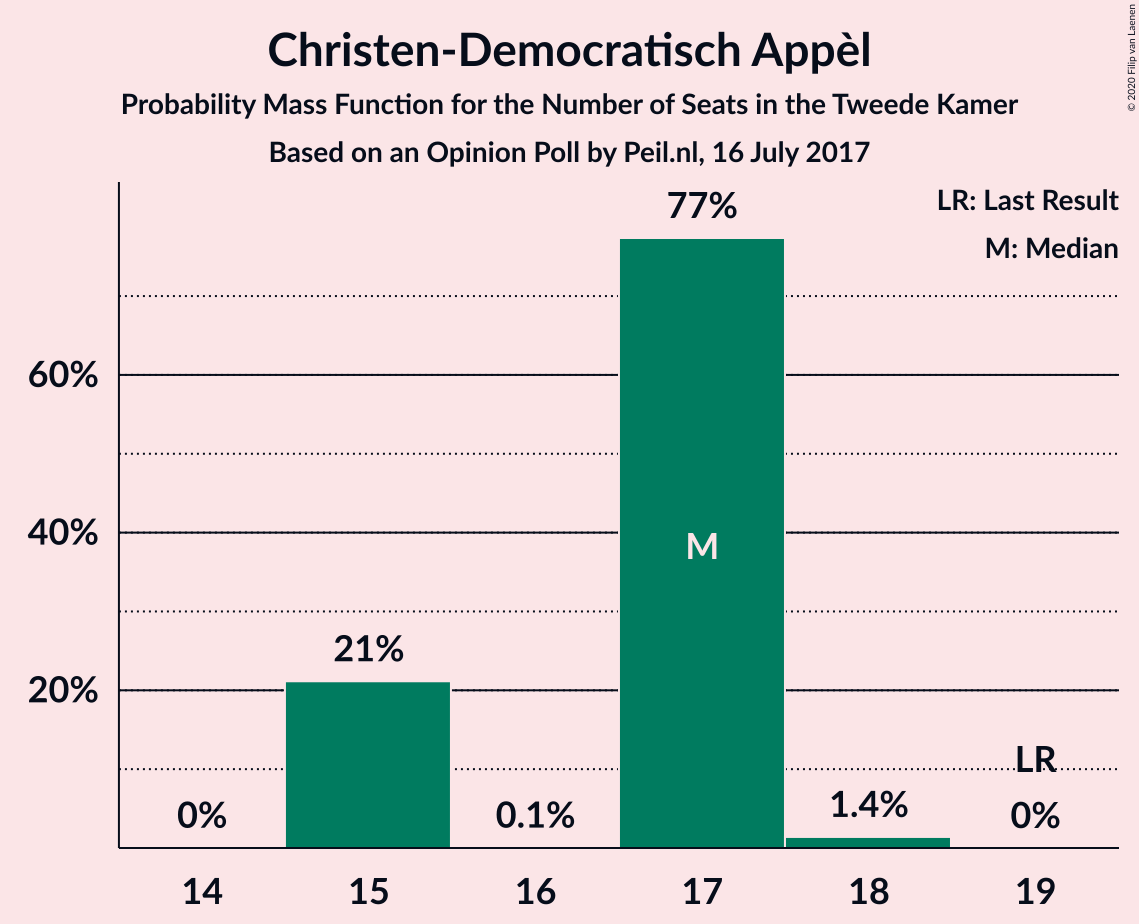 Christen-Democratisch Appèl
Probability Mass Function for the Number of Seats in the Tweede Kamer
Based on an Opinion Poll by Peil.nl, 16 July 2017
© 2020 Filip van Laenen
LR: Last Result
M: Median
77%
60%
40%
20%
M
21%
LR
0%
0.1%
1.4%
0%
14
15
16
17
18
19